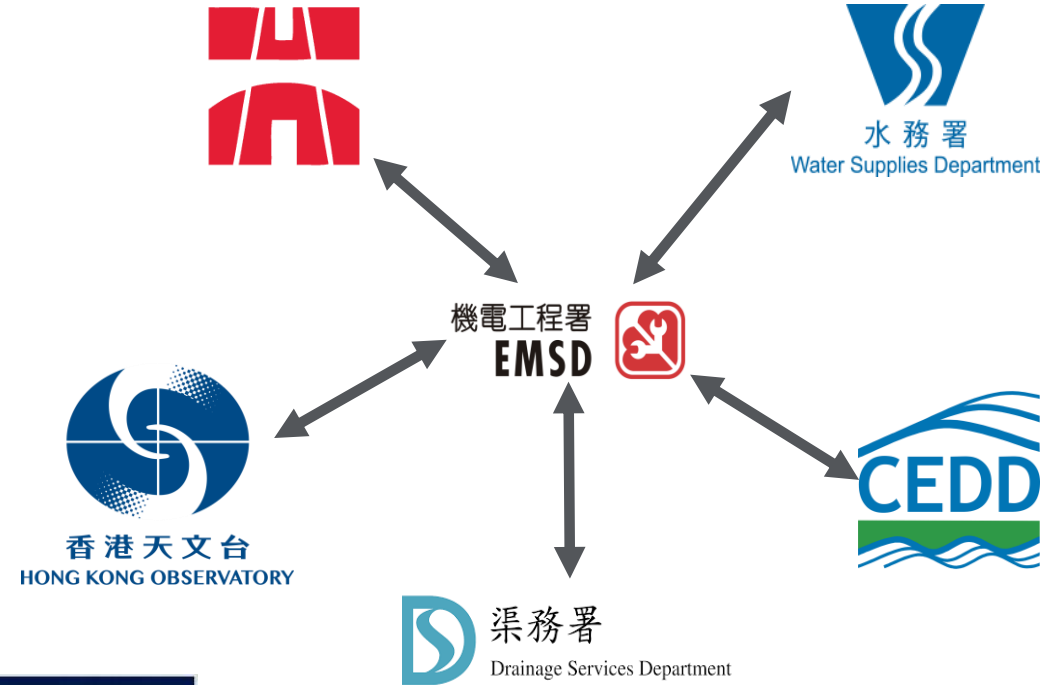 水務署
Water Supplies Department
機電工程署
EMSD
香港天文台
HONG KONG OBSERVATORY
CEDD
渠務署
Drainage Services Department